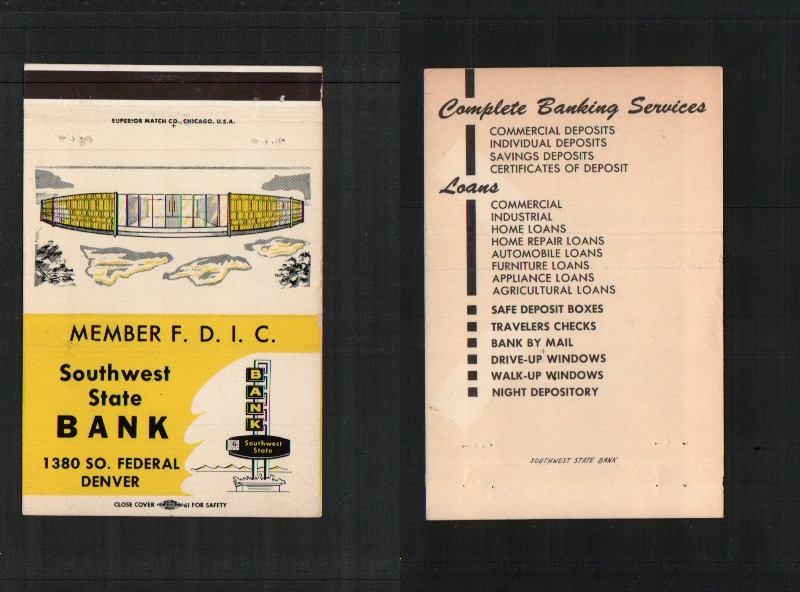 SUPERIOR MATCH CO., CHICAGO, U.S.A.
MEMBER F. D. I. C.
Southwest
State
BANK
1380 SO. FEDERAL
DENVER
BANK
Southwest
State
CLOSE COVER 61 FOR SAFETY
Complete Banking Services
COMMERCIAL DEPOSITS
INDIVIDUAL DEPOSITS
SAVINGS DEPOSITS
CERTIFICATES OF DEPOSIT
Loans
COMMERCIAL
INDUSTRIAL
HOME LOANS
HOME REPAIR LOANS
AUTOMOBILE LOANS
FURNITURE LOANS
APPLIANCE LOANS
AGRICULTURAL LOANS
SAFE DEPOSIT BOXES
TRAVELERS CHECKS
BANK BY MAIL
DRIVE-UP WINDOWS
WALK-UP WINDOWS
NIGHT DEPOSITORY
SOUTHWEST STATE BANK